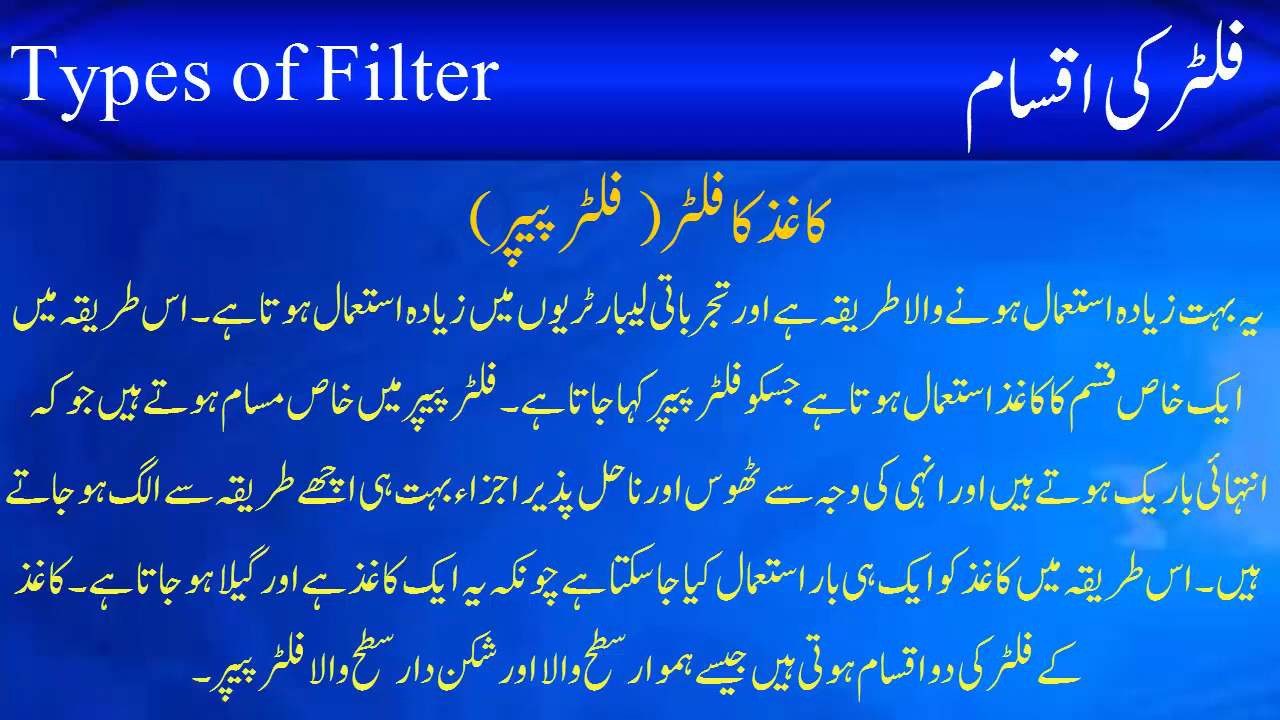 Types of Filter
فلٹر کی اقسام
کاغذ کا فلٹر ( فلٹر پیپر )
یہ بہت زیادہ استعمال ہونے والا طریقہ ہے اور تجرباتی لیبارٹریوں میں زیادہ استعمال ہوتا ہے۔ اس طریقہ میں
ایک خاص قسم کا کاغذ استعمال ہوتا ہے جسکو فلٹر پیپر کہا جاتا ہے۔ فلٹر پیپر میں خاص مسام ہوتے ہیں جو کہ
انتہائی باریک ہوتے ہیں اور انہی کی وجہ سے ٹھوس اور ناحل پذیر اجزاء بہت ہی اچھے طریقہ سے الگ ہو جاتے
ہیں۔ اس طریقہ میں کاغذ کو ایک ہی بار استعمال کیا جا سکتا ہے چونکہ یہ ایک کاغذ ہے اور گیلا ہو جاتا ہے۔ کاغذ
کے فلٹر کی دو اقسام ہوتی ہیں جیسے ہموار سطح والا اور شکن دار سطح والا فلٹر پیپر۔